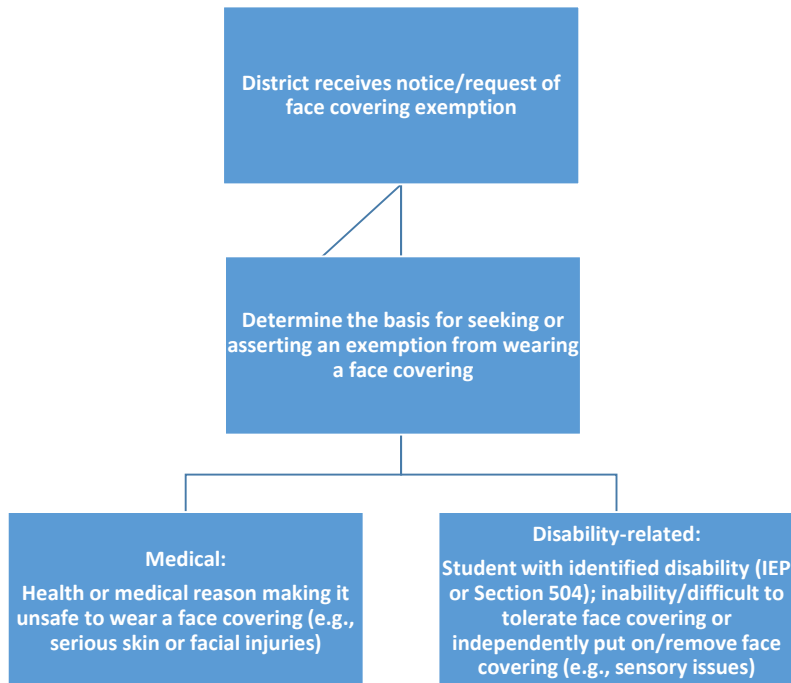 District receives notice/request of
face covering exemption
Determine the basis for seeking or
asserting an exemption from wearing
a face covering
Medical:
Health or medical reason making it
unsafe to wear a face covering (e.g.,
serious skin or facial injuries)
Disability-related:
Student with identified disability (IEP
or Section 504); inability/difficult to
tolerate face covering or
independently put on/remove face
covering (e.g., sensory issues)